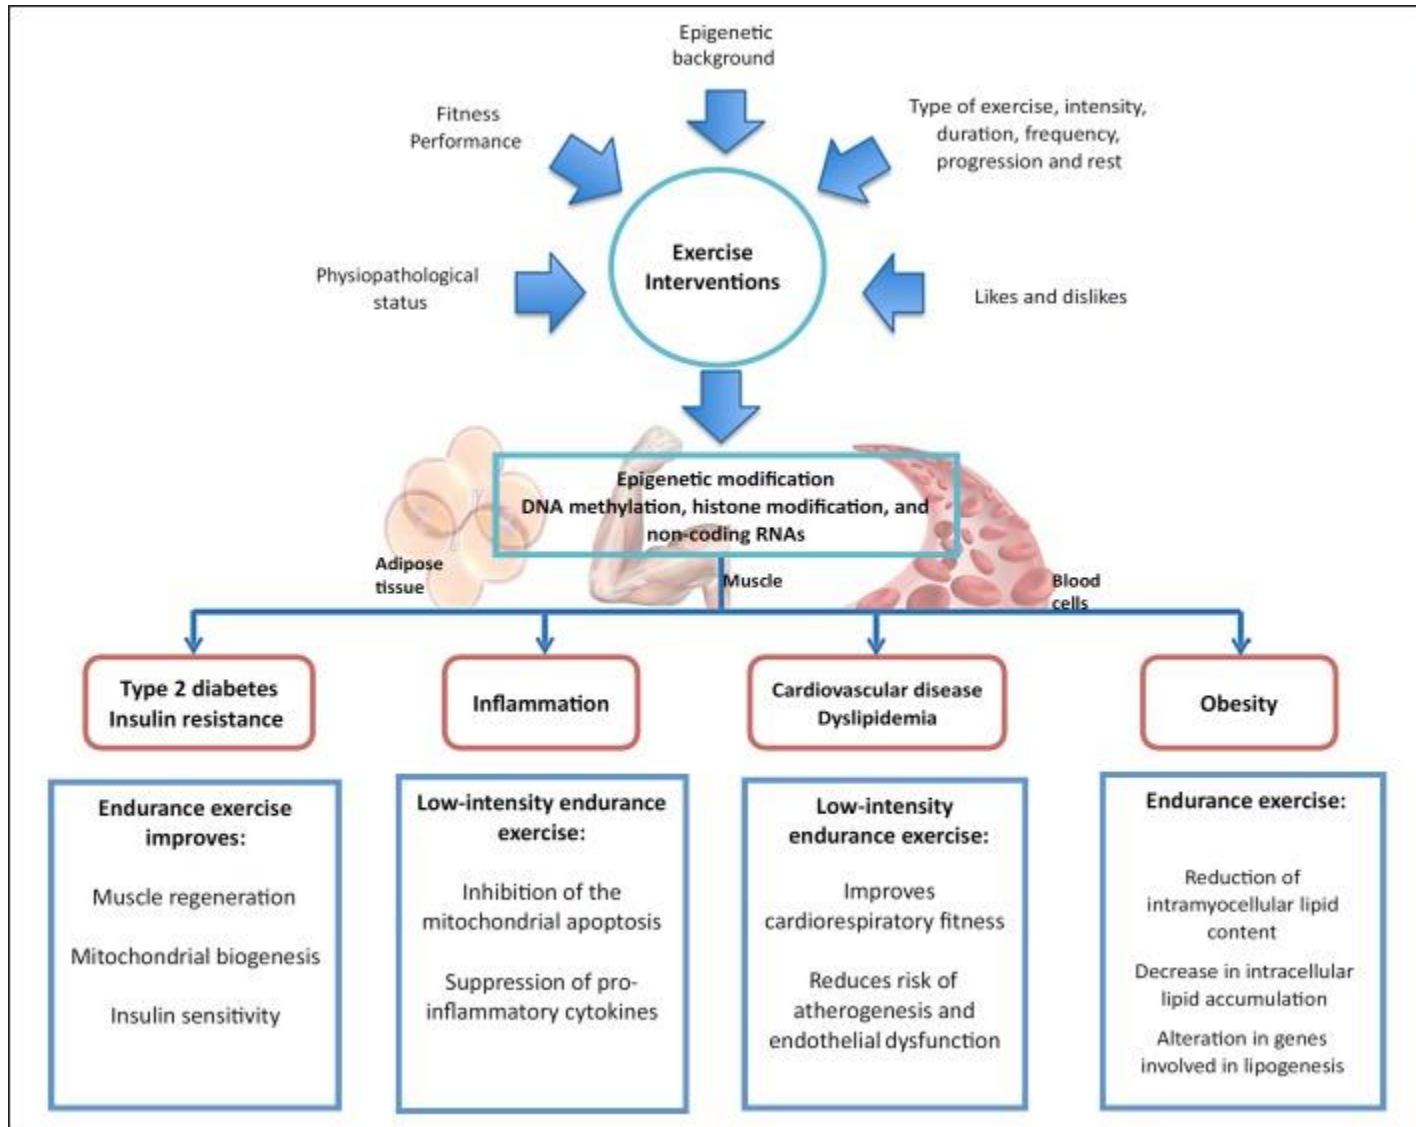 Epigenetic
background
Fitness
Performance
Type of exercise, intensity,
duration, frequency,
progression and rest
Physiopathological
status
Exercise
Interventions
Likes and dislikes
Epigenetic modification
DNA methylation, histone modification, and
non-coding RNAs
Adipose
tissue
Muscle
Blood
cells
Type 2 diabetes
Insulin resistance
Inflammation
Cardiovascular disease
Dyslipidemia
Obesity
Endurance exercise
improves:
Muscle regeneration
Mitochondrial biogenesis
Insulin sensitivity
Low-intensity endurance
exercise:
Inhibition of the
mitochondrial apoptosis
Suppression of pro-
inflammatory cytokines
Low-intensity
endurance exercise:
Improves
cardiorespiratory fitness
Reduces risk of
atherogenesis and
endothelial dysfunction
Endurance exercise:
Reduction of
intramyocellular lipid
content
Decrease in intracellular
lipid accumulation
Alteration in genes
involved in lipogenesis